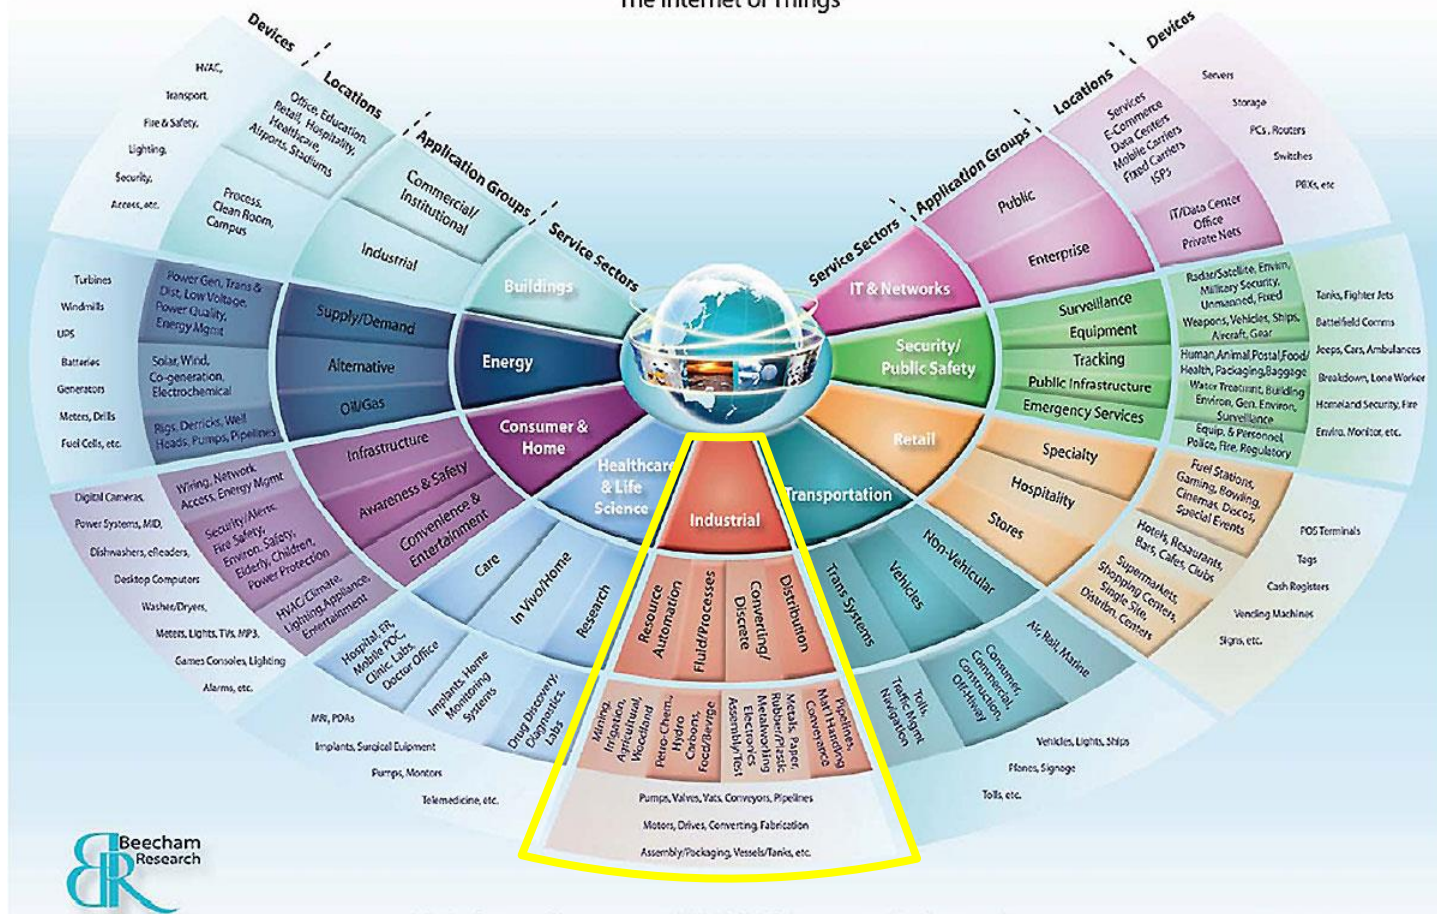 The Internet of Things
Devices
Locations
Application Groups
Service Sectors
Service Sectors
Application Groups
Locations
Devices
HVAC,
Transport,
Fire & Safety,
Lighting,
Security,
Access, etc.
Office, Education,
Retail, Hospitality,
Healthcare,
Airports, Stadiums
Process,
Clean Room,
Campus
Commercial/
Institutional
Industrial
Buildings
Turbines
Windmills
UPS
Batteries
Generators
Meters, Drills
Fuel Cells, etc.
Power Gen, Trans &
Dist, Low Voltage,
Power Quality,
Energy Mgmt
Solar, Wind,
Co-generation,
Electrochemical
Rigs, Derricks, Well
Heads, Pumps, Pipelines
Supply/Demand
Alternative
Oil/Gas
Energy
Digital Cameras,
Power Systems, MID,
Dishwashers, eReaders,
Desktop Computers
Washer/Dryers,
Meters, Lights, TVs, MP3,
Games Consoles, Lighting
Alarms, etc.
Wiring, Network
Access, Energy Mgmt
Security/Alerts,
Fire Safety,
Environ. Safety,
Elderly, Children,
Power Protection
HVAC/Climate,
Lighting,Appliance,
Entertainment
Infrastructure
Awareness & Safety
Convenience &
Entertainment
Consumer &
Home
MRI, PDAs
Implants, Surgical Euipment
Pumps, Montors
Telemedicine, etc.
Hospital, ER,
Mobile POC,
Clinic, Labs,
Doctor Office
Implants, Home
Monitoring
Systems
Drug Discovery,
Diagnostics,
Labs
Care
In Vivo/Home
Research
Healthcare
& Life
Science
Industrial
Resource
Automation
Fluid/Processes
Converting/
Discrete
Distribution
Mining,
Irrigation,
Agricultural,
Woodland
Petro-Chem.,
Hydro
Carbons,
Food/Bevrge
Metals, Paper,
Rubber/Plastic
Metalworking
Electronics
Assembly/Test
Pipelines,
Mat'l Handing
Conveyance
Pumps, Valves, Vats, Conveyors, Pipelines
Motors, Drives, Converting, Fabrication
Assembly/Packaging, Vessels/Tanks, etc.
Transportation
Non-Vehicular
Vehicles
Trans Systems
Air, Rail, Marine
Consumer,
Commercial,
Construction,
Off-Hiway
Tolls,
Traffic Mgmt
Navigation
Vehicles, Lights, Ships
Planes, Signage
Tolls, etc.
Retail
Specialty
Hospitality
Stores
Fuel Stations,
Gaming, Bowling,
Cinemas, Discos,
Special Events
Hotels, Resaurants,
Bars, Cafes, Clubs
Supermarkets,
Shopping Centers,
Single Site,
Distribn, Centers
POS Terminals
Tags
Cash Registers
Vending Machines
Signs, etc.
Security/
Public Safety
Surveillance
Equipment
Tracking
Public Infrastructure
Emergency Services
Radar/Satellite, Environ,
Military Security,
Unmanned, Fixed
Weapons, Vehicles, Ships,
Aircraft, Gear
Human,Animal,Postal,Food/
Health, Packaging,Baggage
Water Treatmnt, Building
Environ, Gen. Environ,
Surveillance
Equip, & Personnel,
Police, Fire, Regulatory
Tanks, Fighter Jets
Battelfield Comms
Jeeps, Cars, Ambulances
Breakdown, Lone Worker
Homeland Security, Fire
Enviro, Monitor, etc.
IT & Networks
Public
Enterprise
Services
E-Commerce
Data Centers
Mobile Carriers
Fixed Carriers
ISPs
IT/Data Center
Office
Private Nets
Servers
Storage
PCs, Routers
Switches
PBXs, etc
Beecham
Research